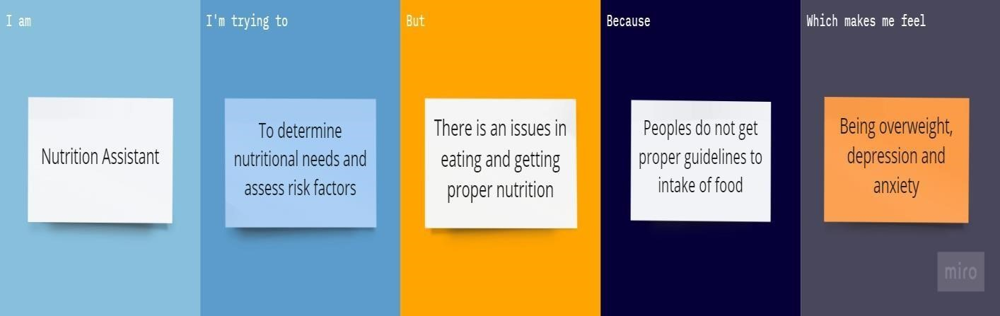 I am
Nutrition Assistant
I'm trying to
To determine
nutritional needs and
assess risk factors
But
There is an issues in
eating and getting
proper nutrition
Because
Peoples do not get
proper guidelines to
intake of food
Which makes me feel
Being overweight,
depression and
anxiety
miro